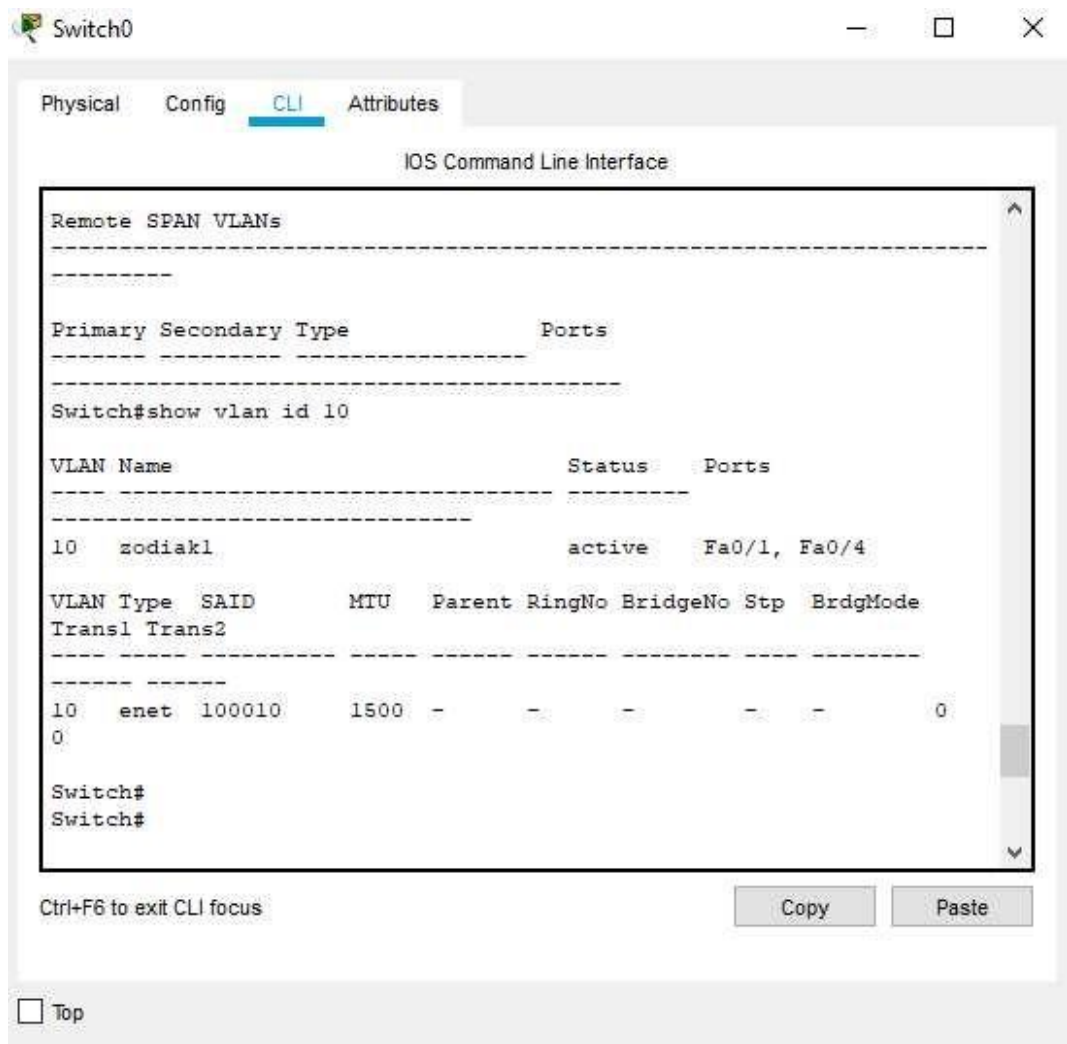 Switch0
Physical Config CLI Attributes
IOS Command Line Interface
Remote SPAN VLANs
----------------------------------------------------------------------
---------
Primary Secondary Type Ports
------- --------- -----------------
------------------------------------------
Switch#show vlan id 10
VLAN Name Status Ports
---- -------------------------------- ---------
-------------------------------
10 zodiak1 active Fa0/1, Fa0/4
VLAN Type SAID MTU Parent RingNo BridgeNo Stp BrdgMode
Trans1 Trans2
---- ----- ---------- ----- ------ ------ -------- ---- --------
------ ------
10 enet 100010 1500 - - - - - 0
0
Switch#
Switch#
Ctrl+F6 to exit CLI focus
Copy Paste
Top